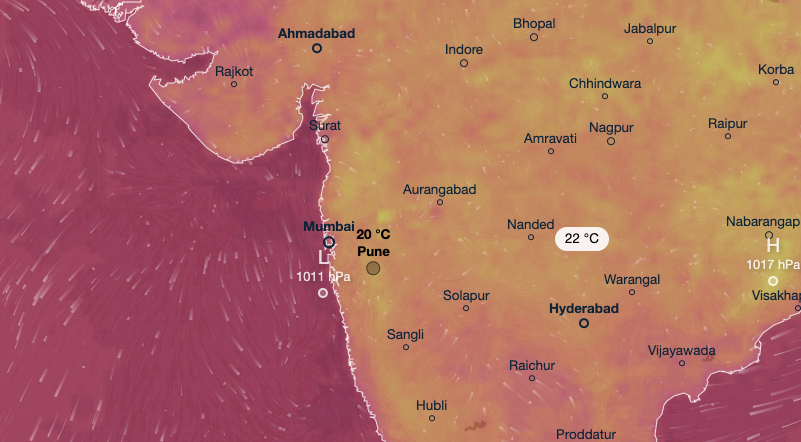 Bhopal
Jabalpur
Ahmadabad
Indore
Rajkot
Korba
Chhindwara
Surat
Nagpur
Raipur
Amravati
Aurangabad
Mumbai
20 °C
Pune
Nanded
22 °C
Nabarangap
H
1017 hPa
L
1011 hPa
Warangal
Solapur
Visakhap
Hyderabad
Sangli
Vijayawada
Raichur
Hubli
Proddatur